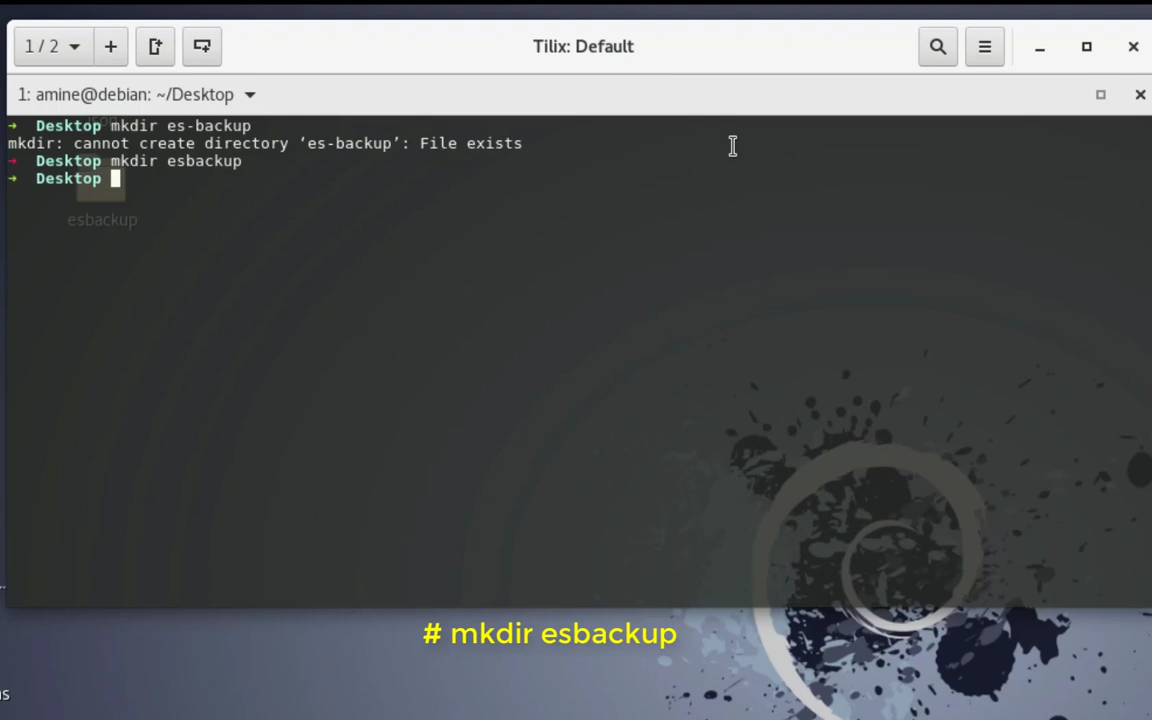 1 / 2
Tilix: Default
1: amine@debian: ~/Desktop
➜ Desktop mkdir es-backup
mkdir: cannot create directory ‘es-backup’: File exists
➜ Desktop mkdir esbackup
➜ Desktop
esbackup
# mkdir esbackup